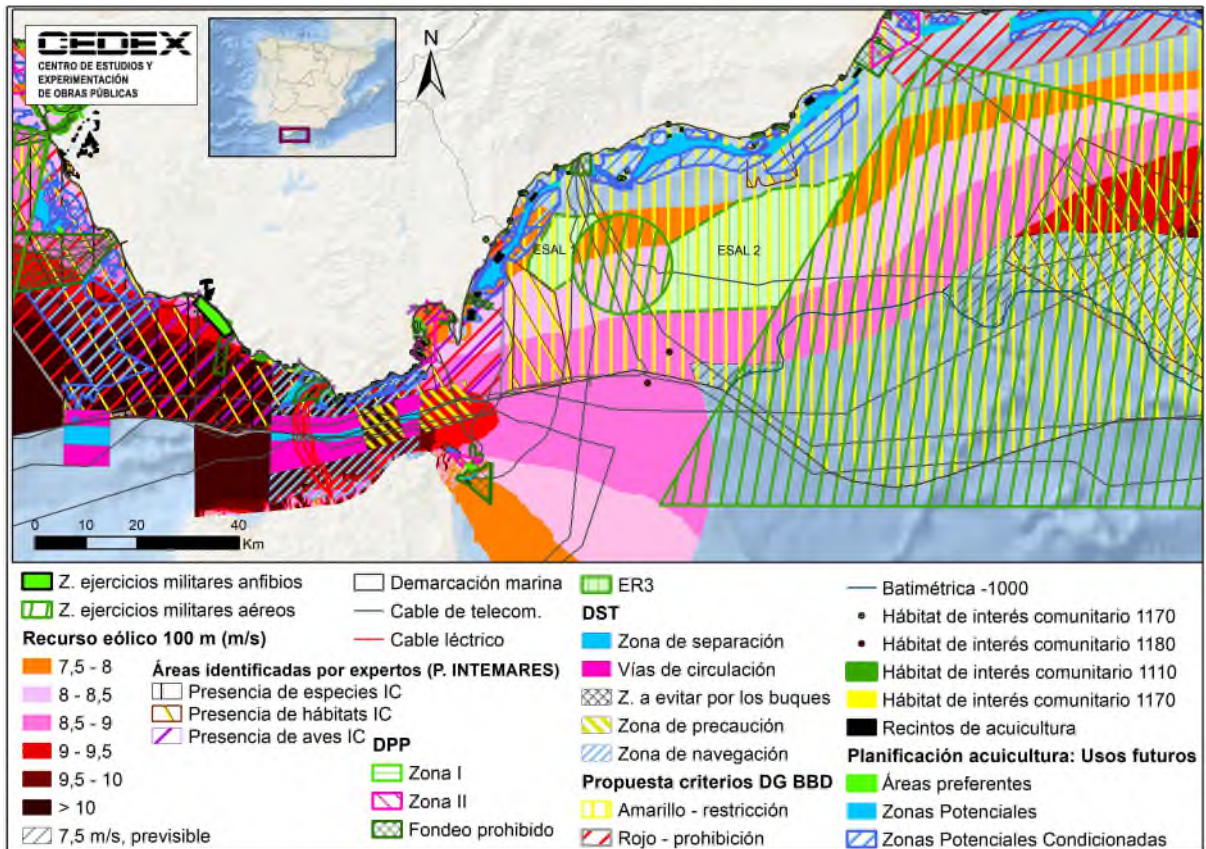 CEDEX
CENTRO DE ESTUDIOS Y
EXPERIMENTACIÓN
DE OBRAS PÚBLICAS
N
ESAL
ESAL 2
0 10 20 40
Km
Z. ejercicios militares anfibios
Z. ejercicios militares aéreos
Recurso eólico 100 m (m/s)
7,5 - 8
8 - 8,5
8,5 - 9
9 - 9,5
9,5 - 10
> 10
7,5 m/s, previsible
Demarcación marina
Cable de telecom.
Cable léctrico
Áreas identificadas por expertos (P. INTEMARES)
Presencia de especies IC
Presencia de hábitats IC
Presencia de aves IC
DPP
Zona I
Zona II
Fondeo prohibido
ER3
DST
Zona de separación
Vías de circulación
Z. a evitar por los buques
Zona de precaución
Zona de navegación
Propuesta criterios DG BBD
Amarillo - restricción
Rojo - prohibición
Batimétrica -1000
Hábitat de interés comunitario 1170
Hábitat de interés comunitario 1180
Hábitat de interés comunitario 1110
Hábitat de interés comunitario 1170
Recintos de acuicultura
Planificación acuicultura: Usos futuros
Áreas preferentes
Zonas Potenciales
Zonas Potenciales Condicionadas